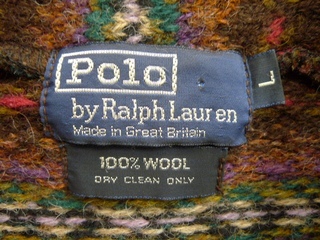 Polo
by Ralph Lauren
Made in Great Britain
L
100% WOOL
DRY CLEAN ONLY